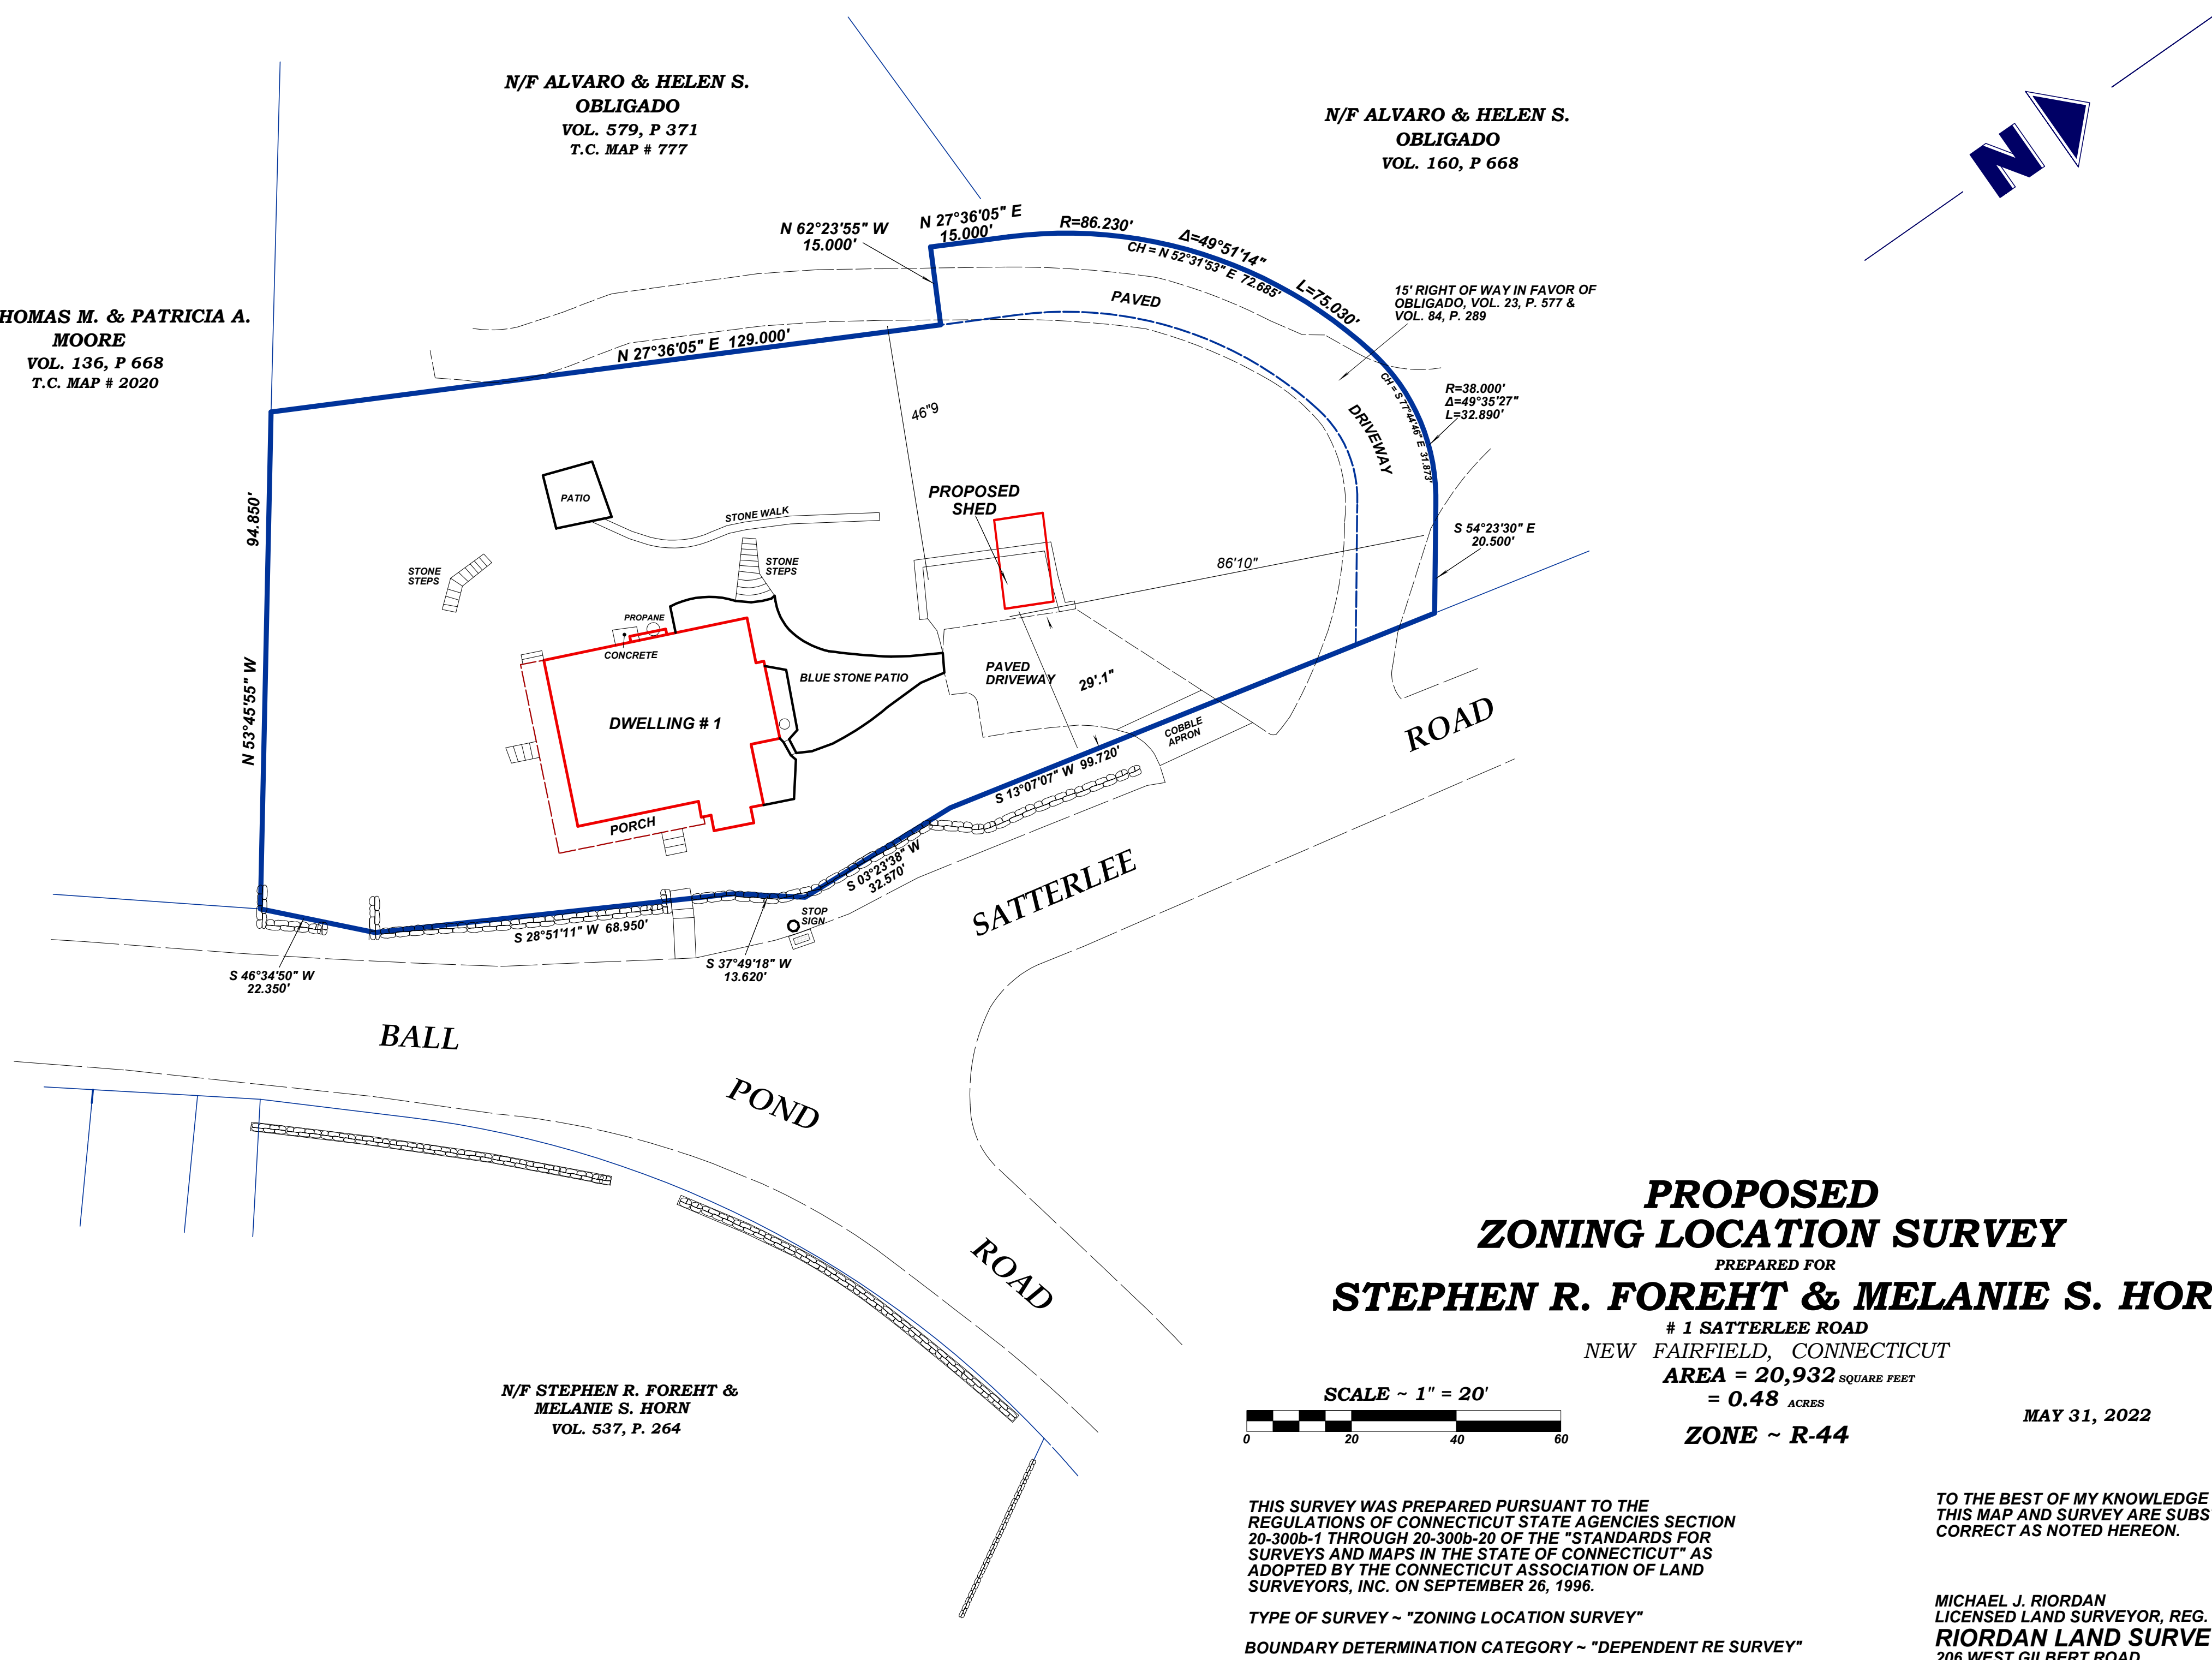 N/F ALVARO & HELEN S.
OBLIGADO
VOL. 579, P 371
T.C. MAP # 777
N/F ALVARO & HELEN S.
OBLIGADO
VOL. 160, P 668
N
HOMAS M. & PATRICIA A.
MOORE
VOL. 136, P 668
T.C. MAP # 2020
N 62°23'55" W
15.000'
N 27°36'05" E
15.000'
R=86.230'
Δ=49°51'14"
L=75.030'
CH = N 52°31'53" E 72.685'
15' RIGHT OF WAY IN FAVOR OF
OBLIGADO, VOL. 23, P. 577 &
VOL. 84, P. 289
PAVED
DRIVEWAY
N 27°36'05" E 129.000'
R=38.000'
Δ=49°35'27"
L=32.890'
CH = S 77°44'46" E 31.873'
46"9
S 54°23'30" E
20.500'
94.850'
N 53°45'55" W
PATIO
STONE WALK
PROPOSED
SHED
STONE
STEPS
STONE
STEPS
86'10"
PROPANE
CONCRETE
BLUE STONE PATIO
PAVED
DRIVEWAY
29'.1"
DWELLING # 1
PORCH
COBBLE
APRON
S 13°07'07" W 99.720'
S 03°23'38" W
32.570'
STOP
SIGN
S 28°51'11" W 68.950'
S 37°49'18" W
13.620'
S 46°34'50" W
22.350'
SATTERLEE
ROAD
BALL
POND
ROAD
N/F STEPHEN R. FOREHT &
MELANIE S. HORN
VOL. 537, P. 264
PROPOSED
ZONING LOCATION SURVEY
PREPARED FOR
STEPHEN R. FOREHT & MELANIE S. HOR
# 1 SATTERLEE ROAD
NEW FAIRFIELD, CONNECTICUT
AREA = 20,932 SQUARE FEET
= 0.48 ACRES
ZONE ~ R-44
MAY 31, 2022
SCALE ~ 1" = 20'
0 20 40 60
THIS SURVEY WAS PREPARED PURSUANT TO THE
REGULATIONS OF CONNECTICUT STATE AGENCIES SECTION
20-300b-1 THROUGH 20-300b-20 OF THE "STANDARDS FOR
SURVEYS AND MAPS IN THE STATE OF CONNECTICUT" AS
ADOPTED BY THE CONNECTICUT ASSOCIATION OF LAND
SURVEYORS, INC. ON SEPTEMBER 26, 1996.
TYPE OF SURVEY ~ "ZONING LOCATION SURVEY"
BOUNDARY DETERMINATION CATEGORY ~ "DEPENDENT RE SURVEY"
TO THE BEST OF MY KNOWLEDGE
THIS MAP AND SURVEY ARE SUBS
CORRECT AS NOTED HEREON.
MICHAEL J. RIORDAN
LICENSED LAND SURVEYOR, REG.
RIORDAN LAND SURVE
206 WEST GILBERT ROAD